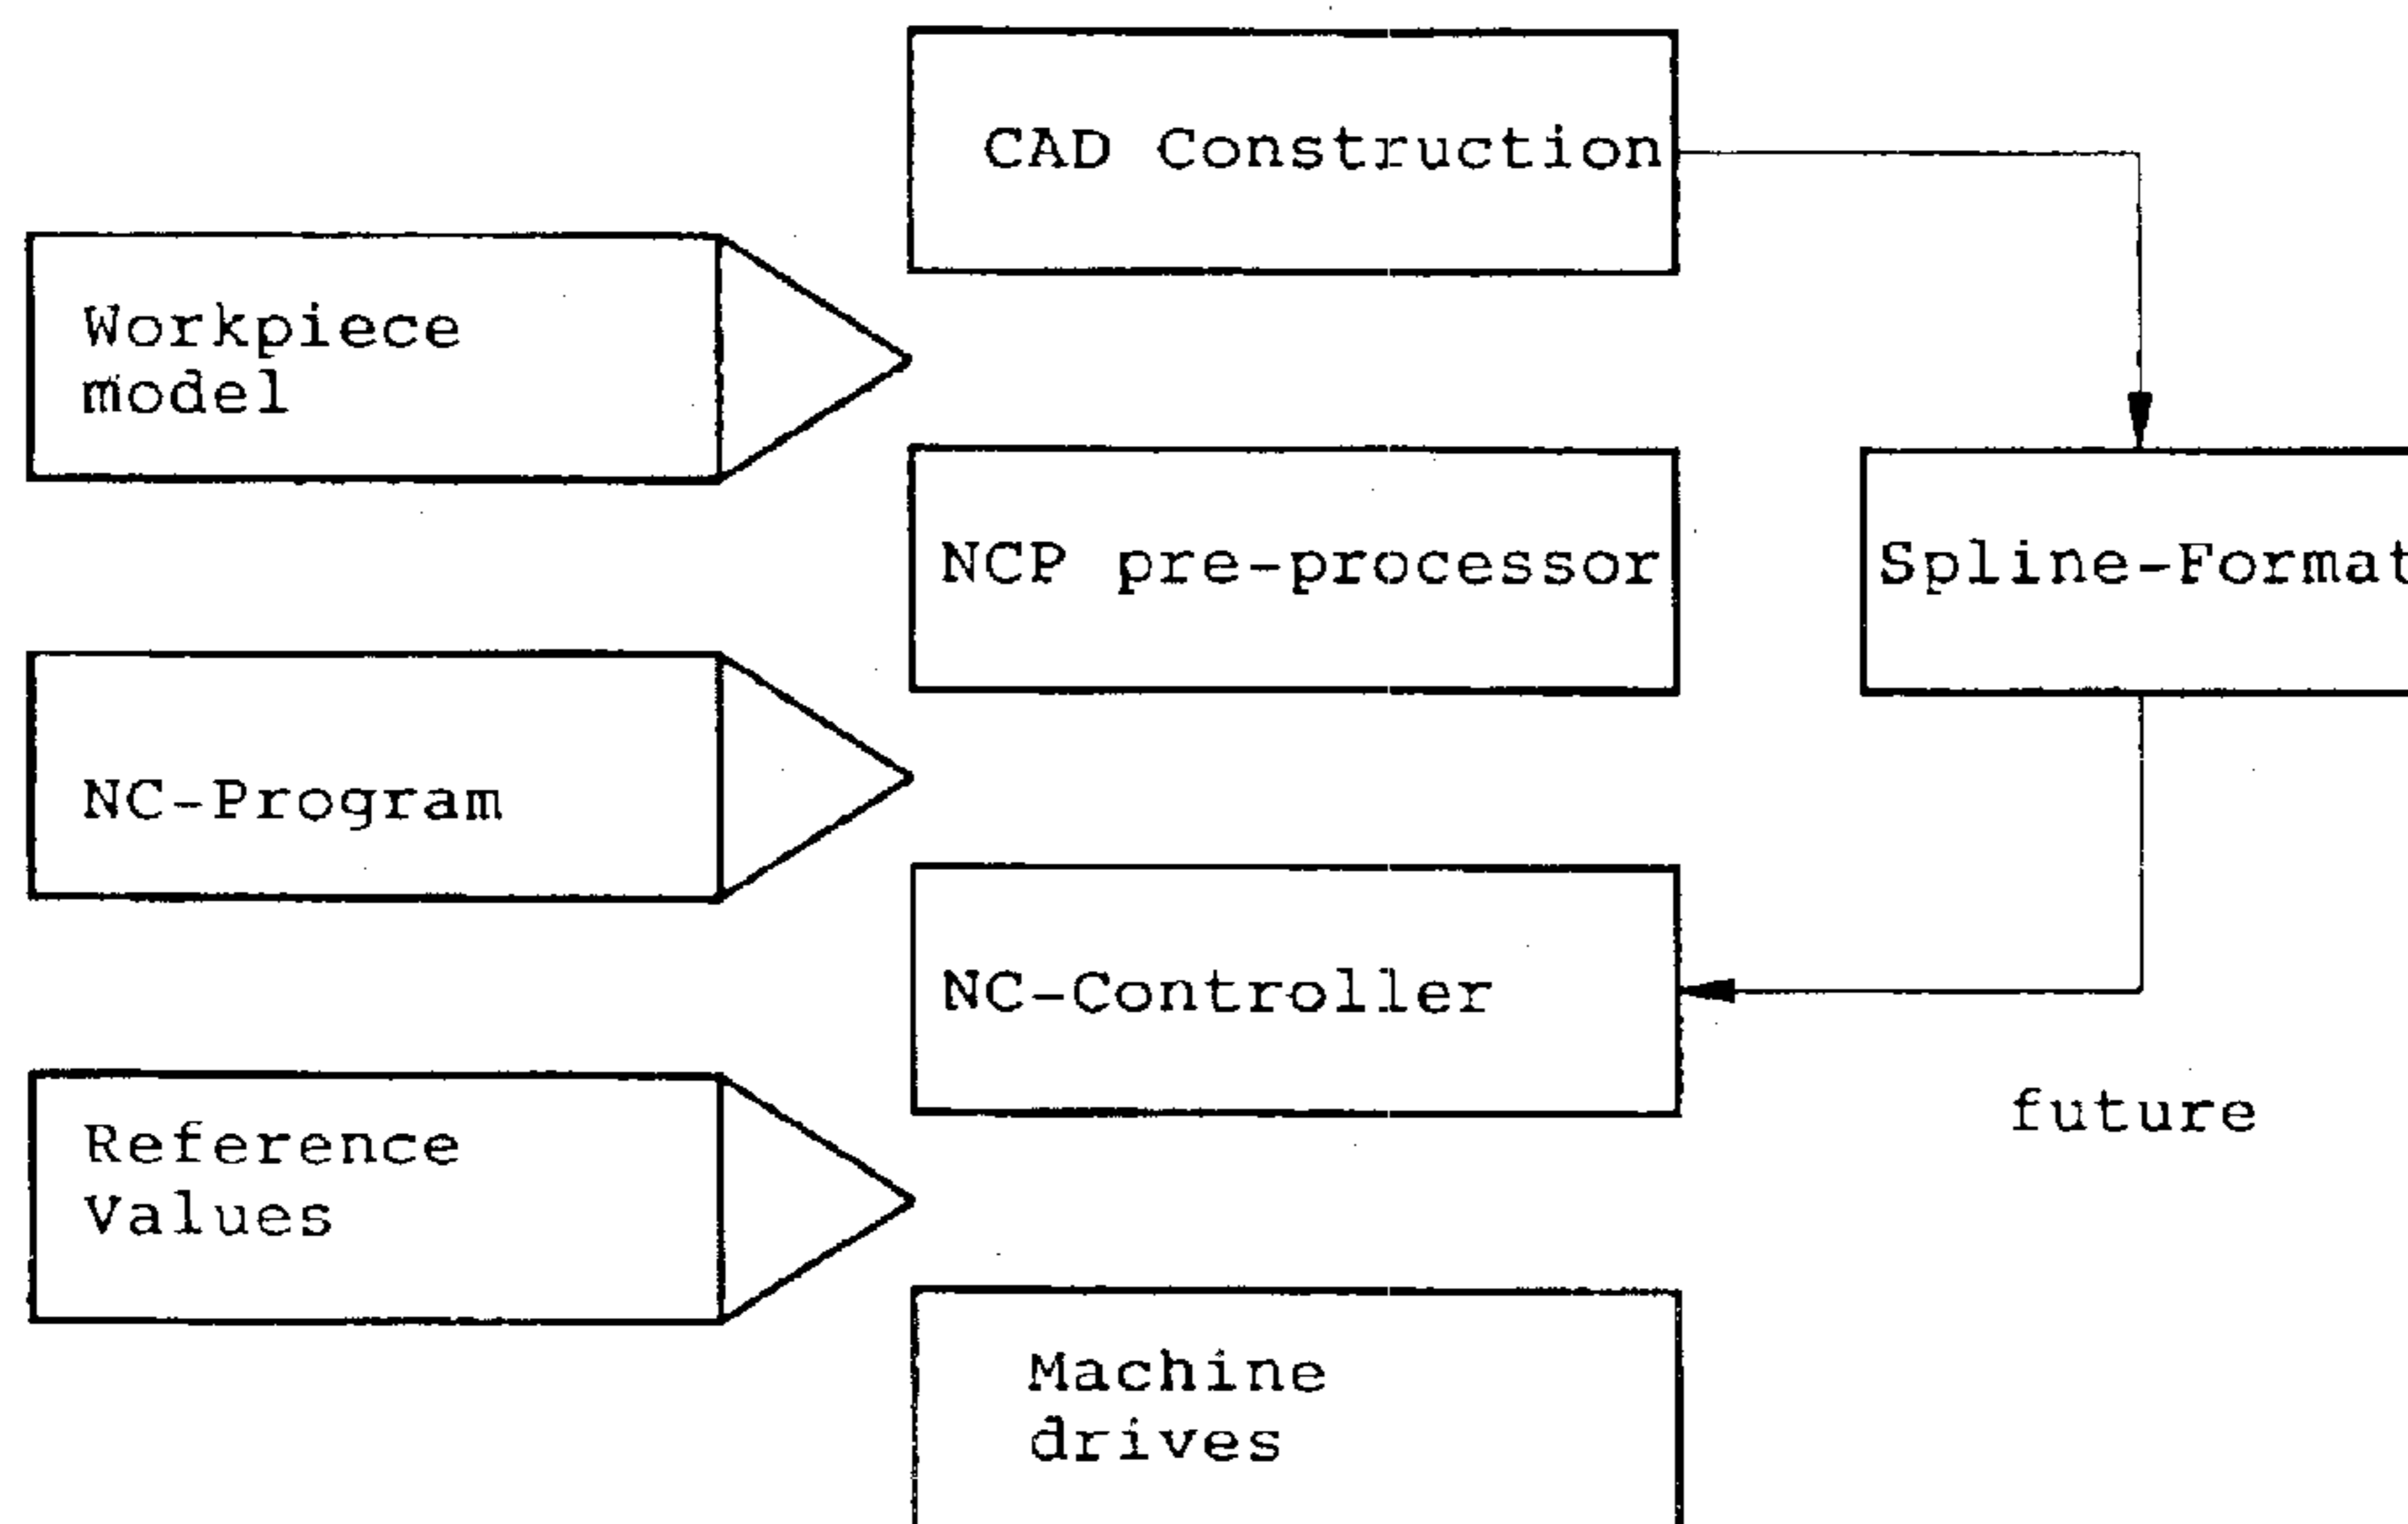 CAD Construction
Workpiece
model
NCP pre-processor
Spline-Format
NC-Program
NC-Controller
future
Reference
Values
Machine
drives